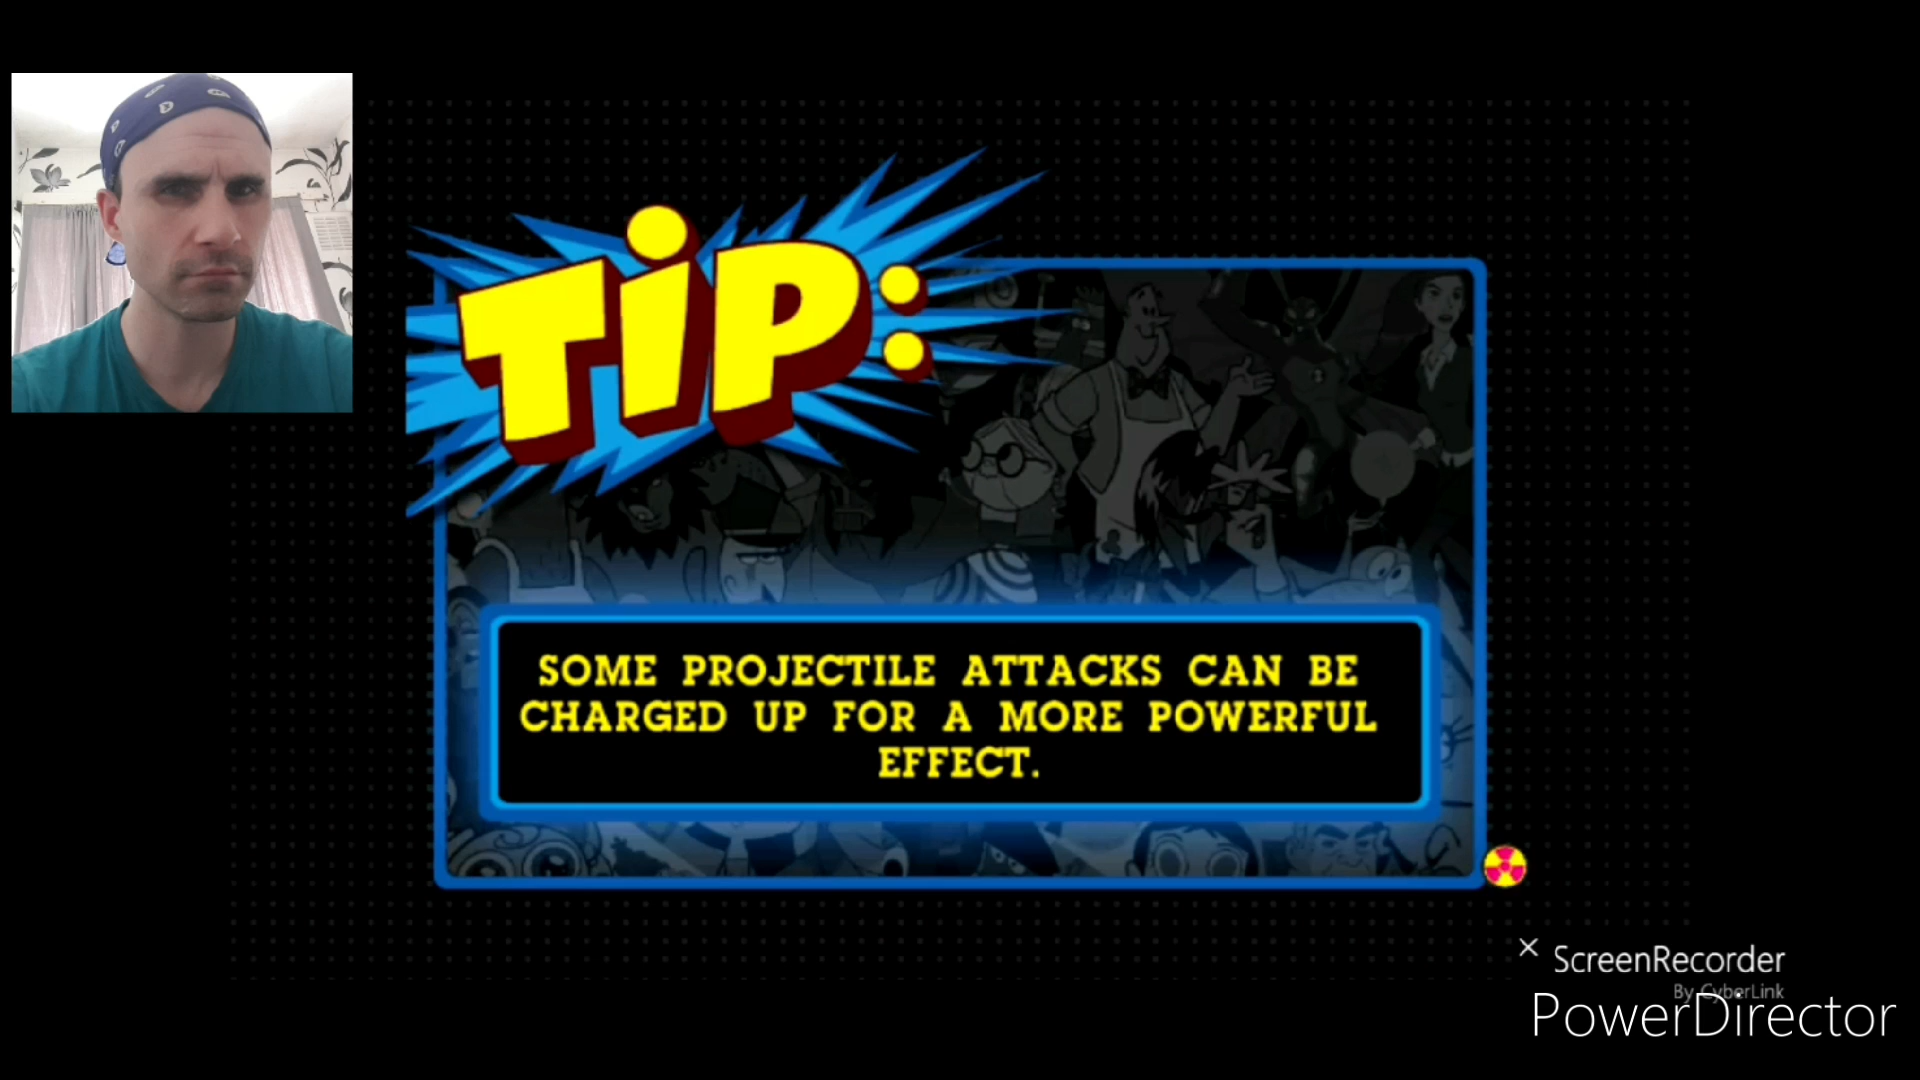 TiP:
SOME PROJECTILE ATTACKS CAN BE
CHARGED UP FOR A MORE POWERFUL
EFFECT.
ScreenRecorder
By CyberLink
PowerDirector